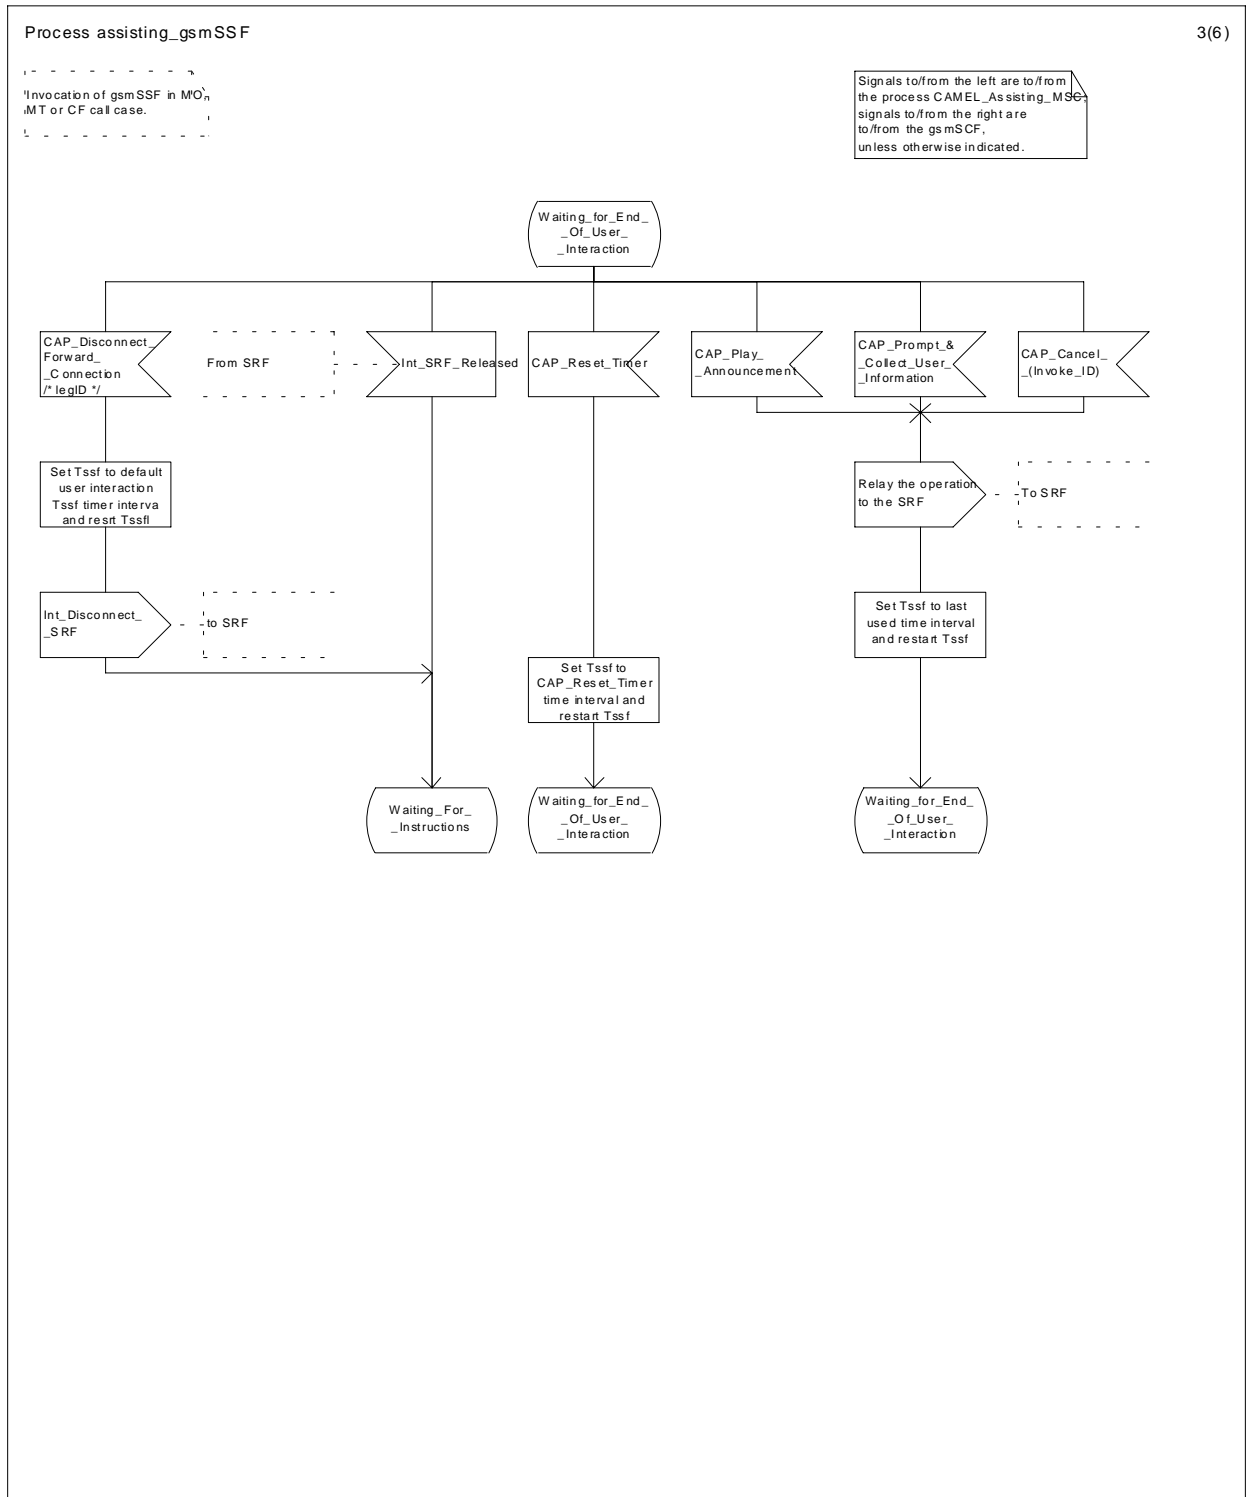 Process assisting_gsmSSF
3(6)
Invocation of gsmSSF in MO,
MT or CF call case.
Signals to/from the left are to/from
the process CAMEL_Assisting_MSC;
signals to/from the right are
to/from the gsmSCF,
unless otherwise indicated.
Waiting_for_End_
_Of_User_
_Interaction
CAP_Disconnect_
Forward_
_Connection
/* legID */
From SRF
Int_SRF_Released
CAP_Reset_Timer
CAP_Play_
_Announcement
CAP_Prompt_&
_Collect_User_
_Information
CAP_Cancel_
_(Invoke_ID)
Set Tssf to default
user interaction
Tssf timer interva
and resrt Tssfl
Relay the operation
to the SRF
To SRF
Int_Disconnect_
_SRF
to SRF
Set Tssf to last
used time interval
and restart Tssf
Set Tssf to
CAP_Reset_Timer
time interval and
restart Tssf
Waiting_For_
_Instructions
Waiting_for_End_
_Of_User_
_Interaction
Waiting_for_End_
_Of_User_
_Interaction